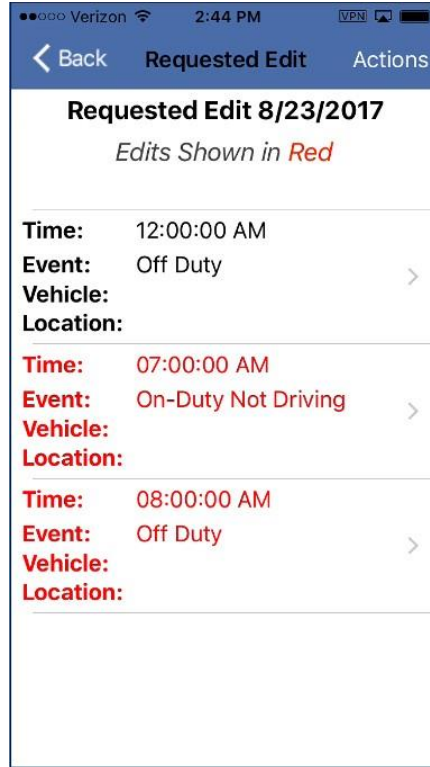 Verizon 2:44 PM VPN
Back Requested Edit Actions
Requested Edit 8/23/2017
Edits Shown in Red
Time: 12:00:00 AM
Event: Off Duty
Vehicle:
Location:
Time: 07:00:00 AM
Event: On-Duty Not Driving
Vehicle:
Location:
Time: 08:00:00 AM
Event: Off Duty
Vehicle:
Location: